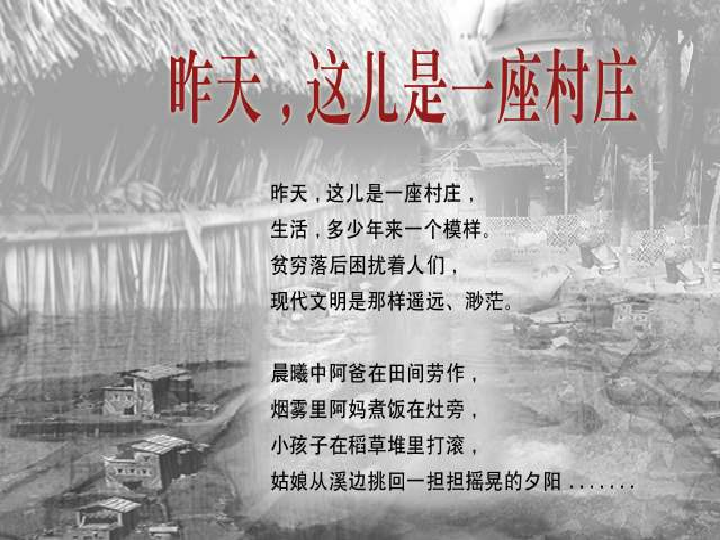 昨天,这儿是一座村庄
昨天,这儿是一座村庄,
生活,多少年来一个模样。
贫穷落后困扰着人们,
现代文明是那样遥远、渺茫。
晨曦中阿爸在田间劳作,
烟雾里阿妈煮饭在灶旁,
小孩子在稻草堆里打滚,
姑娘从溪边挑回一担担摇晃的夕阳.......